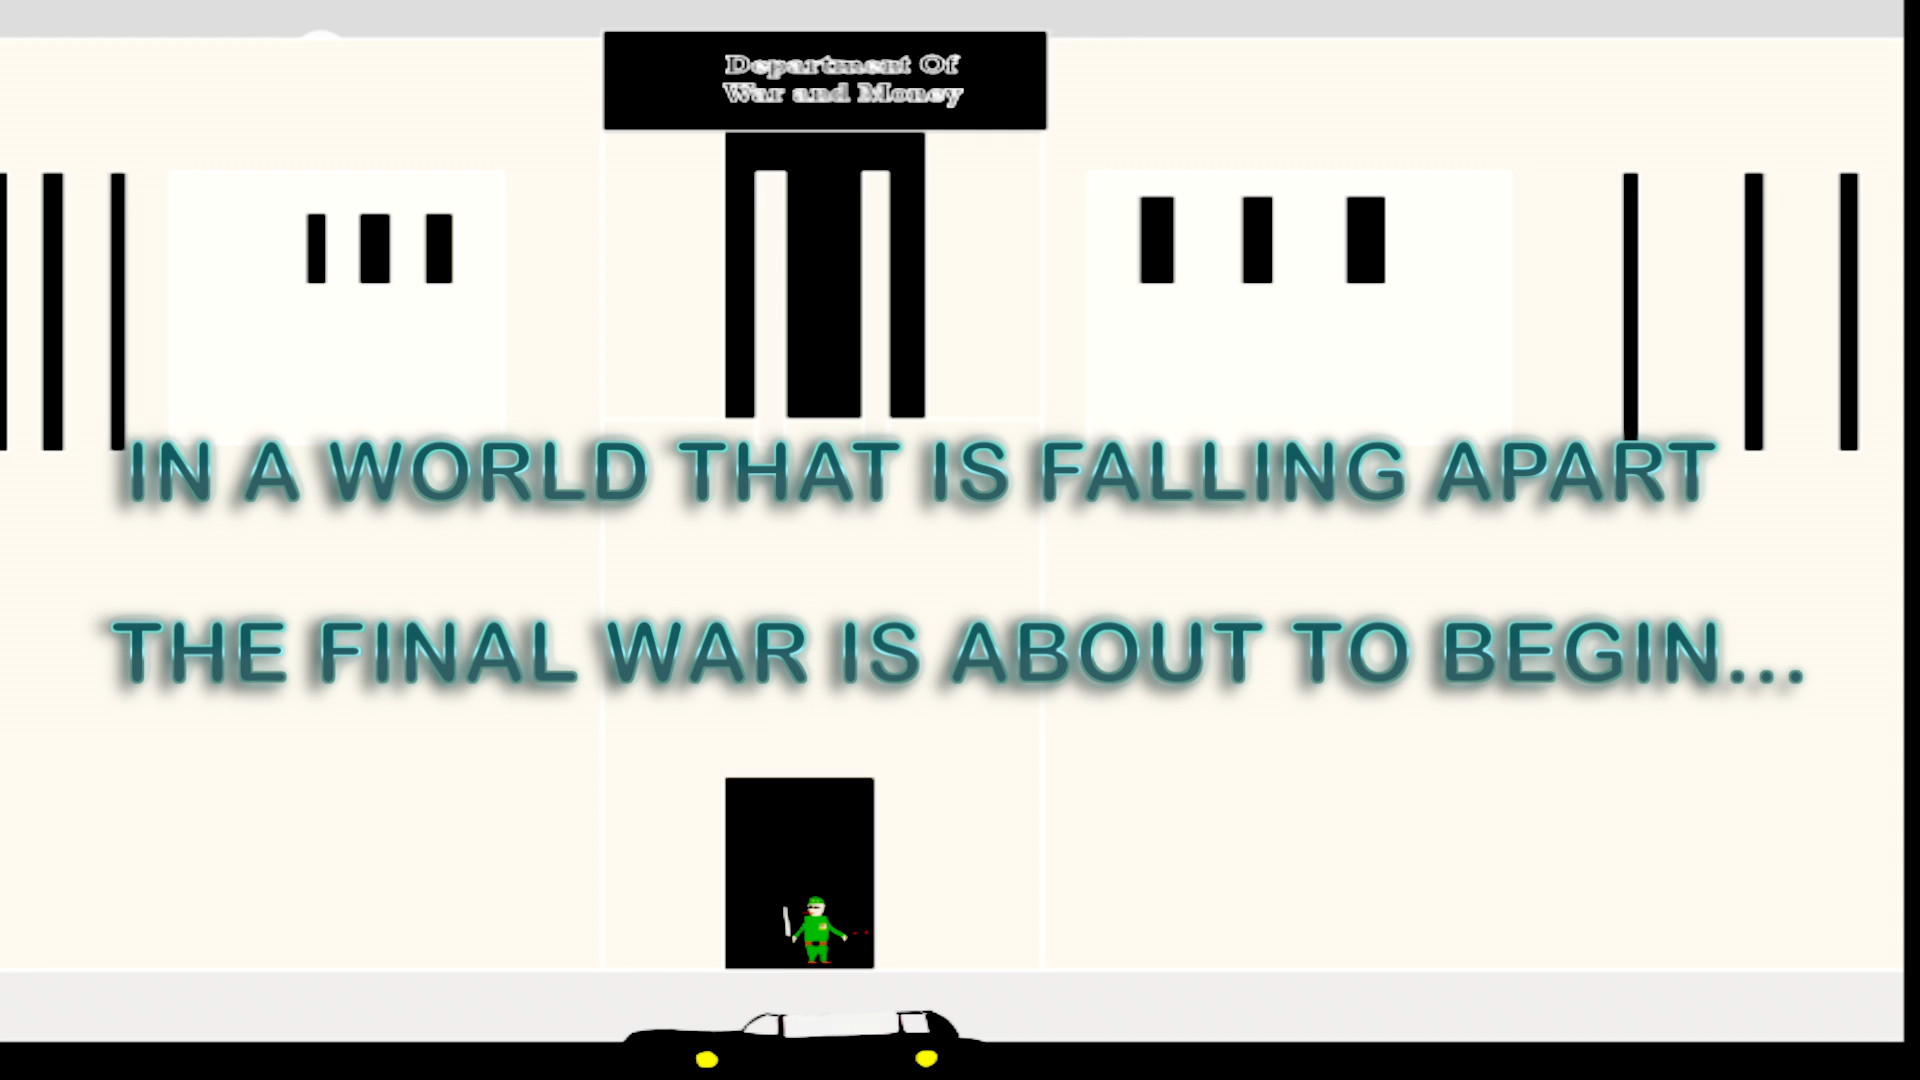 Department Of
War and Money
IN A WORLD THAT IS FALLING APART
THE FINAL WAR IS ABOUT TO BEGIN...